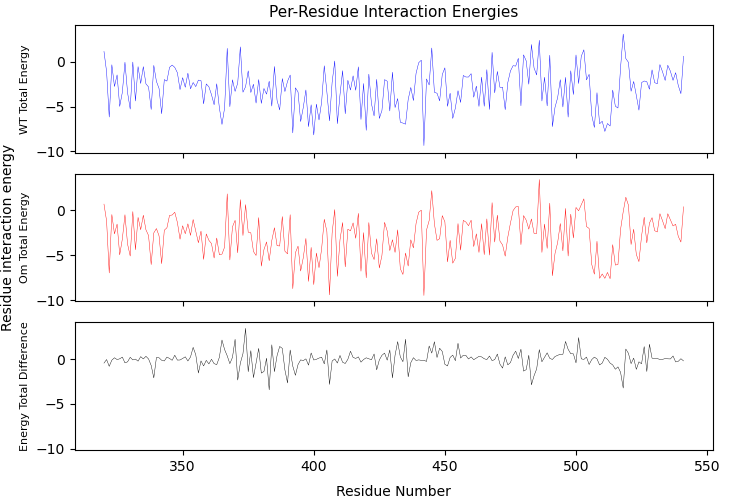 Per-Residue Interaction Energies
Residue interaction energy
WT Total Energy
0
−5
−10
Om Total Energy
0
−5
−10
Energy Total Difference
0
−5
−10
350
400
450
500
550
Residue Number